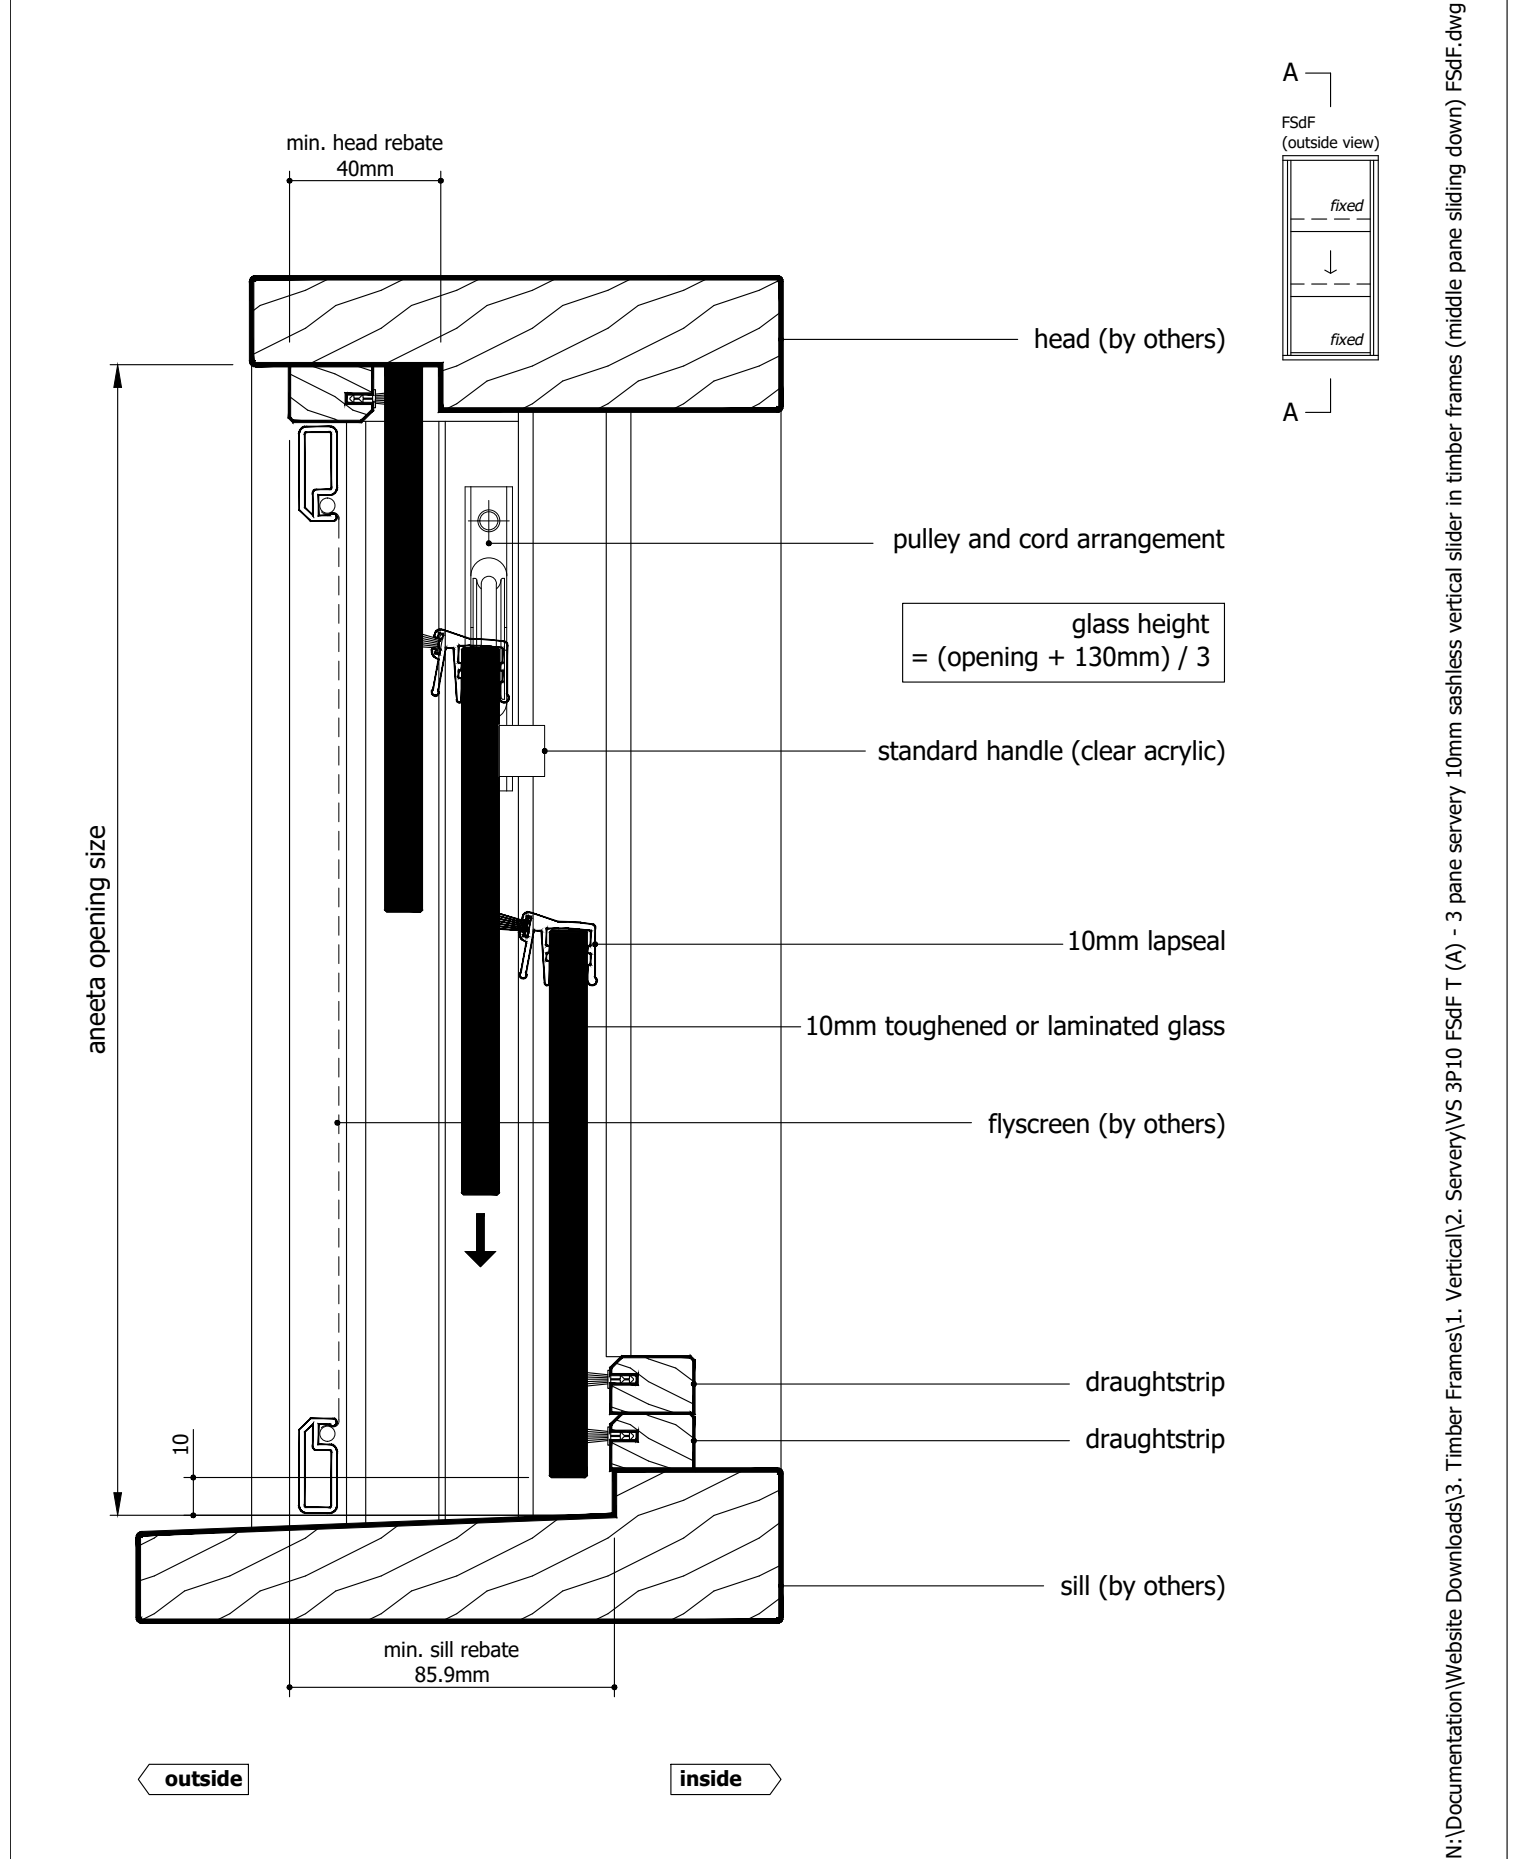 A
FSdF
(outside view)
fixed
fixed
A
min. head rebate
40mm
head (by others)
pulley and cord arrangement
glass height
= (opening + 130mm) / 3
standard handle (clear acrylic)
aneeta opening size
10mm lapseal
10mm toughened or laminated glass
flyscreen (by others)
draughtstrip
draughtstrip
10
sill (by others)
min. sill rebate
85.9mm
outside
inside
N:\Documentation\Website Downloads\3. Timber Frames\1. Vertical\2. Servery\VS 3P10 FSdF T (A) - 3 pane servery 10mm sashless vertical slider in timber frames (middle pane sliding down) FSdF.dwg